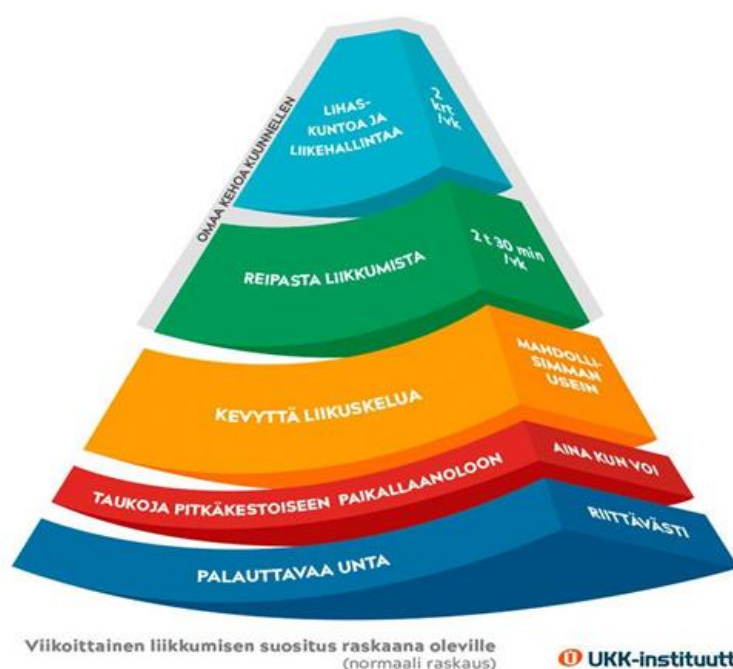 OMAA KEHOA KUUNNELLEN
LIHAS-
KUNTOA JA
LIIKEHALLINTAA
2
krt
/vk
REIPASTA LIIKKUMISTA
2 t 30 min
/vk
KEVYTTÄ LIIKUSKELUA
MAHDOLLI-
SIMMAN
USEIN
TAUKOJA PITKÄKESTOISEEN PAIKALLAANOLOON
AINA KUN VOI
PALAUTTAVAA UNTA
RIITTÄVÄSTI
Viikoittainen liikkumisen suositus raskaana oleville
(normaali raskaus)
UKK-instituutti